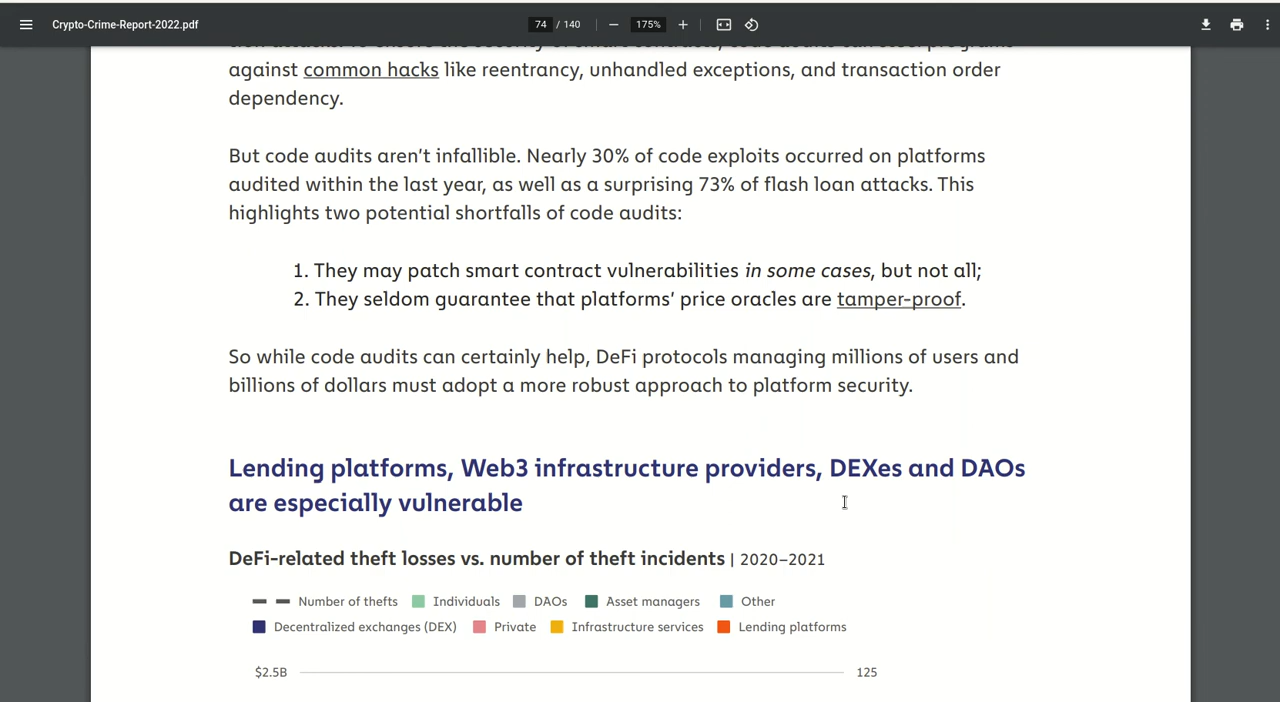 Crypto-Crime-Report-2022.pdf
74 / 140
175%
against common hacks like reentrancy, unhandled exceptions, and transaction order
dependency.
But code audits aren't infallible. Nearly 30% of code exploits occurred on platforms
audited within the last year, as well as a surprising 73% of flash loan attacks. This
highlights two potential shortfalls of code audits:
1. They may patch smart contract vulnerabilities in some cases, but not all;
2. They seldom guarantee that platforms' price oracles are tamper-proof.
So while code audits can certainly help, DeFi protocols managing millions of users and
billions of dollars must adopt a more robust approach to platform security.
Lending platforms, Web3 infrastructure providers, DEXes and DAOs
are especially vulnerable
DeFi-related theft losses vs. number of theft incidents | 2020–2021
Number of thefts Individuals DAOs Asset managers Other
Decentralized exchanges (DEX) Private Infrastructure services Lending platforms
$2.5B 125